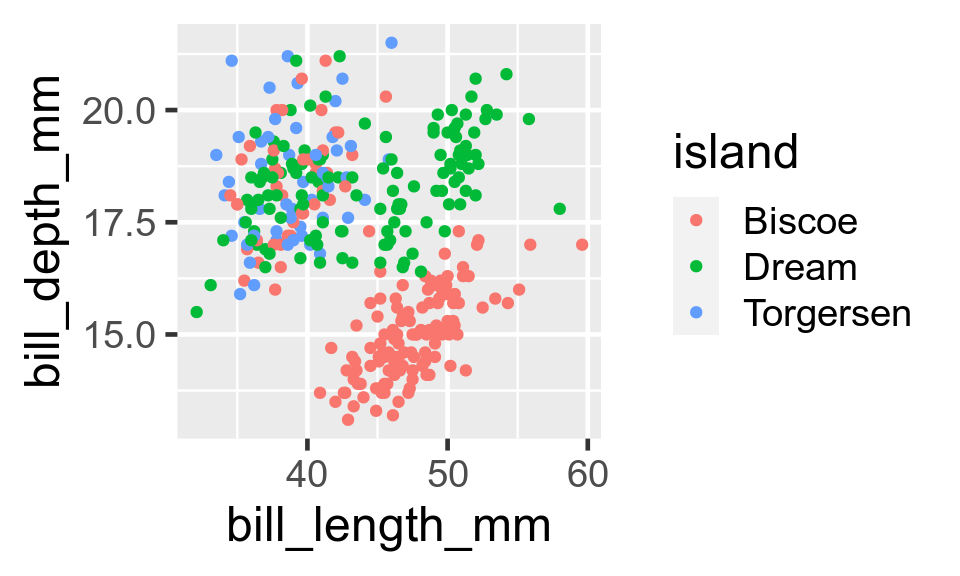 bill_depth_mm
20.0
17.5
15.0
40 50 60
bill_length_mm
island
Biscoe
Dream
Torgersen